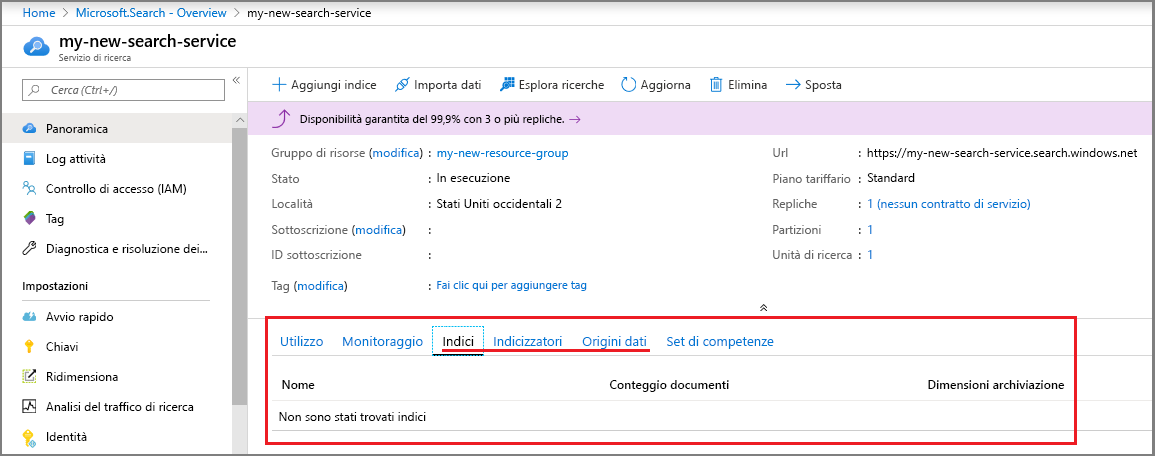 Home > Microsoft.Search - Overview > my-new-search-service
my-new-search-service
Servizio di ricerca
Cerca (Ctrl+/)
«
Panoramica
Log attività
Controllo di accesso (IAM)
Tag
Diagnostica e risoluzione dei...
Impostazioni
Avvio rapido
Chiavi
Ridimensiona
Analisi del traffico di ricerca
Identità
Aggiungi indice Importa dati Esplora ricerche Aggiorna Elimina Sposta
Disponibilità garantita del 99,9% con 3 o più repliche. →
Gruppo di risorse (modifica) : my-new-resource-group
Stato : In esecuzione
Località : Stati Uniti occidentali 2
Sottoscrizione (modifica) :
ID sottoscrizione :
Tag (modifica) : Fai clic qui per aggiungere tag
Url : https://my-new-search-service.search.windows.net
Piano tariffario : Standard
Repliche : 1 (nessun contratto di servizio)
Partizioni : 1
Unità di ricerca : 1
Utilizzo Monitoraggio Indici Indicizzatori Origini dati Set di competenze
Nome Conteggio documenti Dimensioni archiviazione
Non sono stati trovati indici